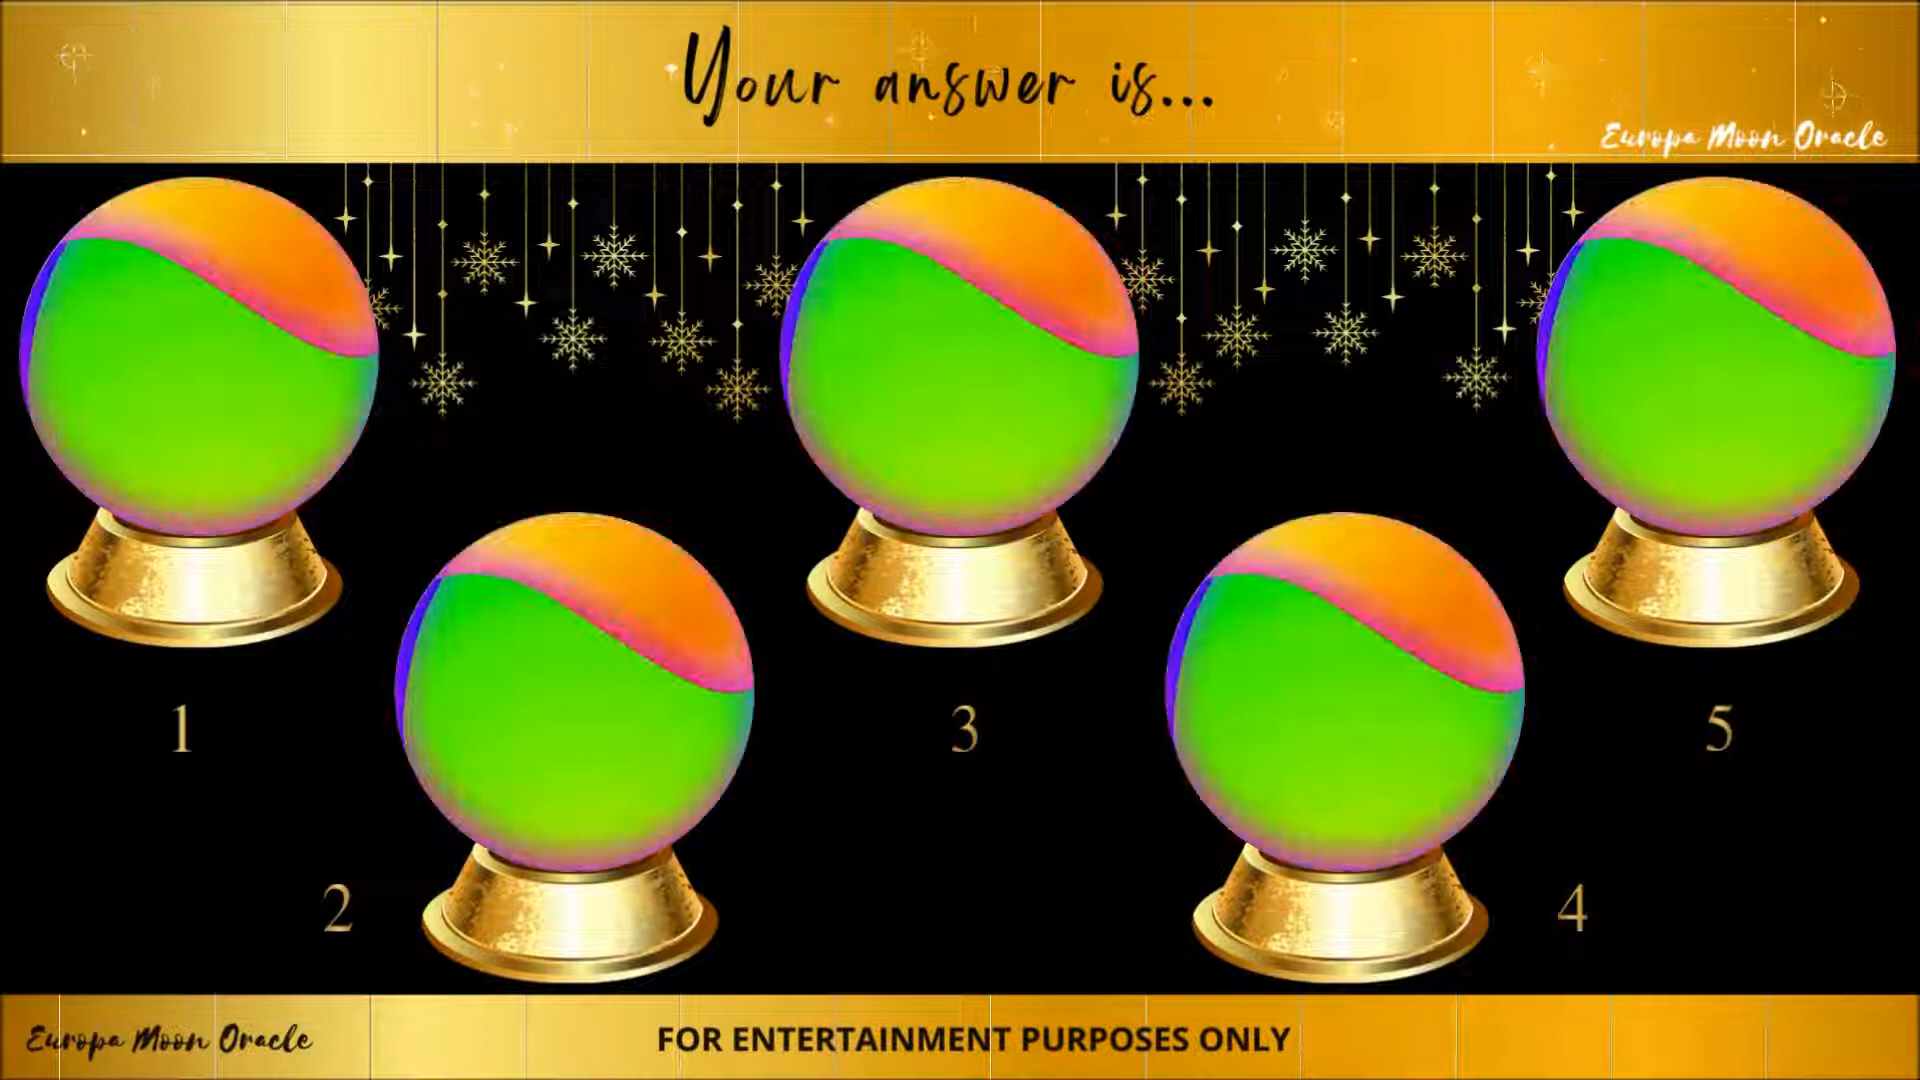 Your answer is...
Europa Moon Oracle
1
3
5
2
4
Europa Moon Oracle
FOR ENTERTAINMENT PURPOSES ONLY